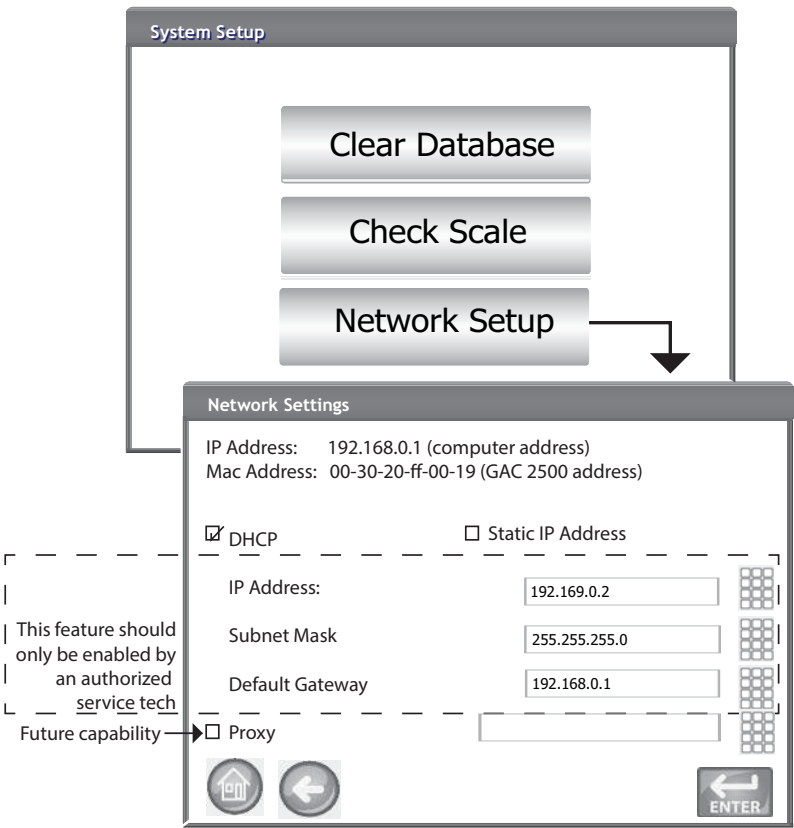 System Setup
Clear Database
Check Scale
Network Setup
Network Settings
IP Address: 192.168.0.1 (computer address)
Mac Address: 00-30-20-ff-00-19 (GAC 2500 address)
DHCP
Static IP Address
IP Address:
192.169.0.2
Subnet Mask
255.255.255.0
Default Gateway
192.168.0.1
This feature should
only be enabled by
an authorized
service tech
Future capability
Proxy
ENTER